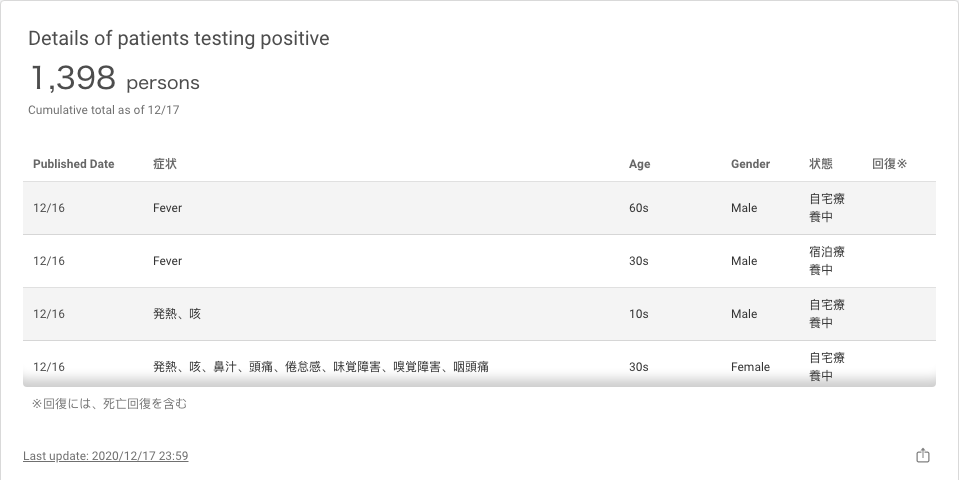 Details of patients testing positive
1,398 persons
Cumulative total as of 12/17
Published Date 症状 Age Gender 状態 回復※
12/16 Fever 60s Male 自宅療養中
12/16 Fever 30s Male 宿泊療養中
12/16 発熱、咳 10s Male 自宅療養中
12/16 発熱、咳、鼻汁、頭痛、倦怠感、味覚障害、嗅覚障害、咽頭痛 30s Female 自宅療養中
※回復には、死亡回復を含む
Last update: 2020/12/17 23:59